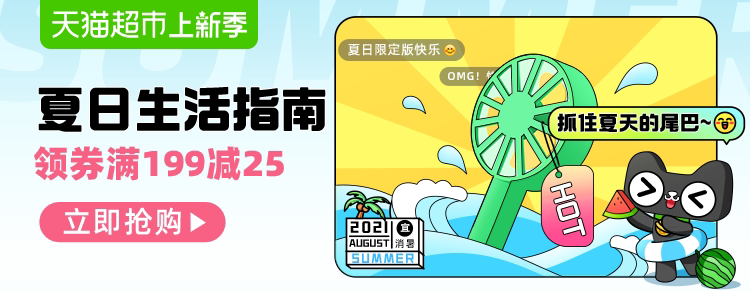 天猫超市上新季
夏日生活指南
领券满199减25
立即抢购
夏日限定版快乐
OMG!
抓住夏天的尾巴~
HOT
2021
AUGUST
SUMMER
宜
消暑